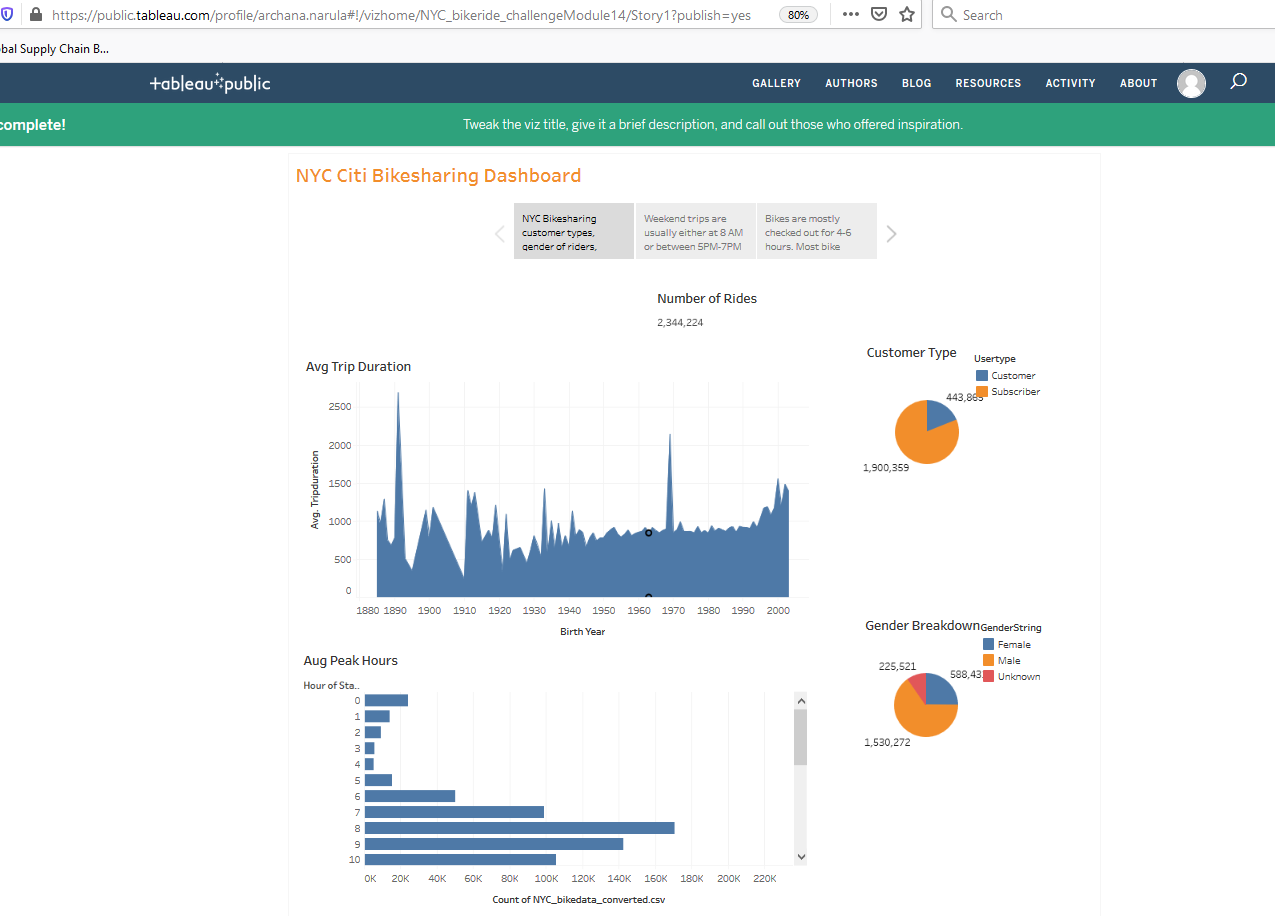 https://public.tableau.com/profile/archana.narula#!/vizhome/NYC_bikeride_challengeModule14/Story1?publish=yes
80%
Search
bal Supply Chain B...
+ableau+public
GALLERY AUTHORS BLOG RESOURCES ACTIVITY ABOUT
complete!
Tweak the viz title, give it a brief description, and call out those who offered inspiration.
NYC Citi Bikesharing Dashboard
NYC Bikesharing
customer types,
gender of riders,
Weekend trips are
usually either at 8 AM
or between 5PM-7PM
Bikes are mostly
checked out for 4-6
hours. Most bike
Number of Rides
2,344,224
Avg Trip Duration
2500
2000
1500
1000
500
0
Avg. Tripduration
1880 1890 1900 1910 1920 1930 1940 1950 1960 1970 1980 1990 2000
Birth Year
Customer Type
Usertype
Customer
Subscriber
443,865
1,900,359
Aug Peak Hours
Hour of Sta..
0
1
2
3
4
5
6
7
8
9
10
0K 20K 40K 60K 80K 100K 120K 140K 160K 180K 200K 220K
Count of NYC_bikedata_converted.csv
Gender Breakdown
GenderString
Female
Male
Unknown
225,521
588,43
1,530,272